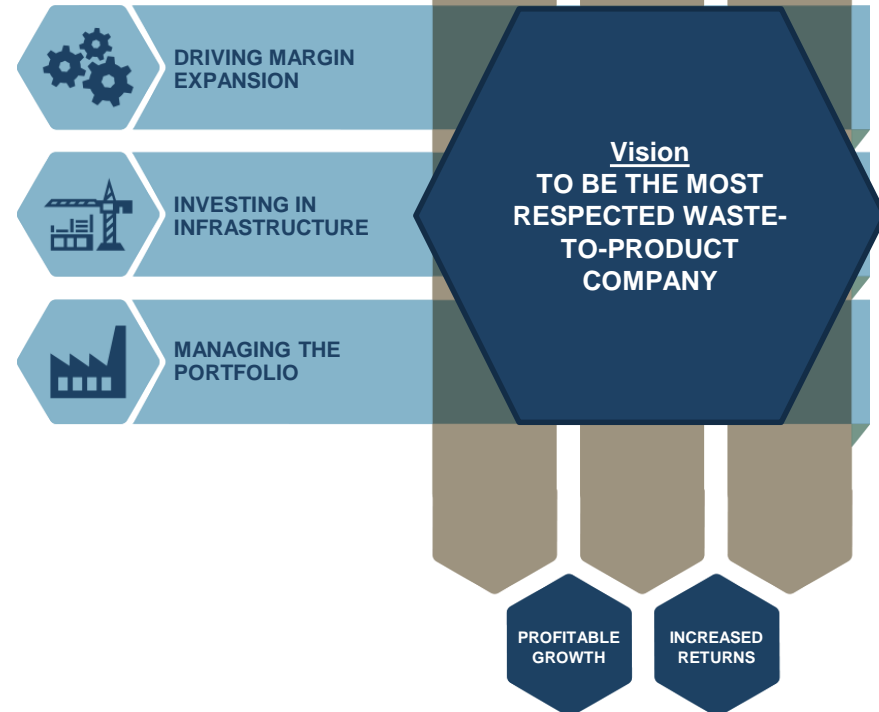 DRIVING MARGIN
EXPANSION
Vision
TO BE THE MOST
RESPECTED WASTE-
TO-PRODUCT
COMPANY
INVESTING IN
INFRASTRUCTURE
MANAGING THE
PORTFOLIO
PROFITABLE
GROWTH
INCREASED
RETURNS